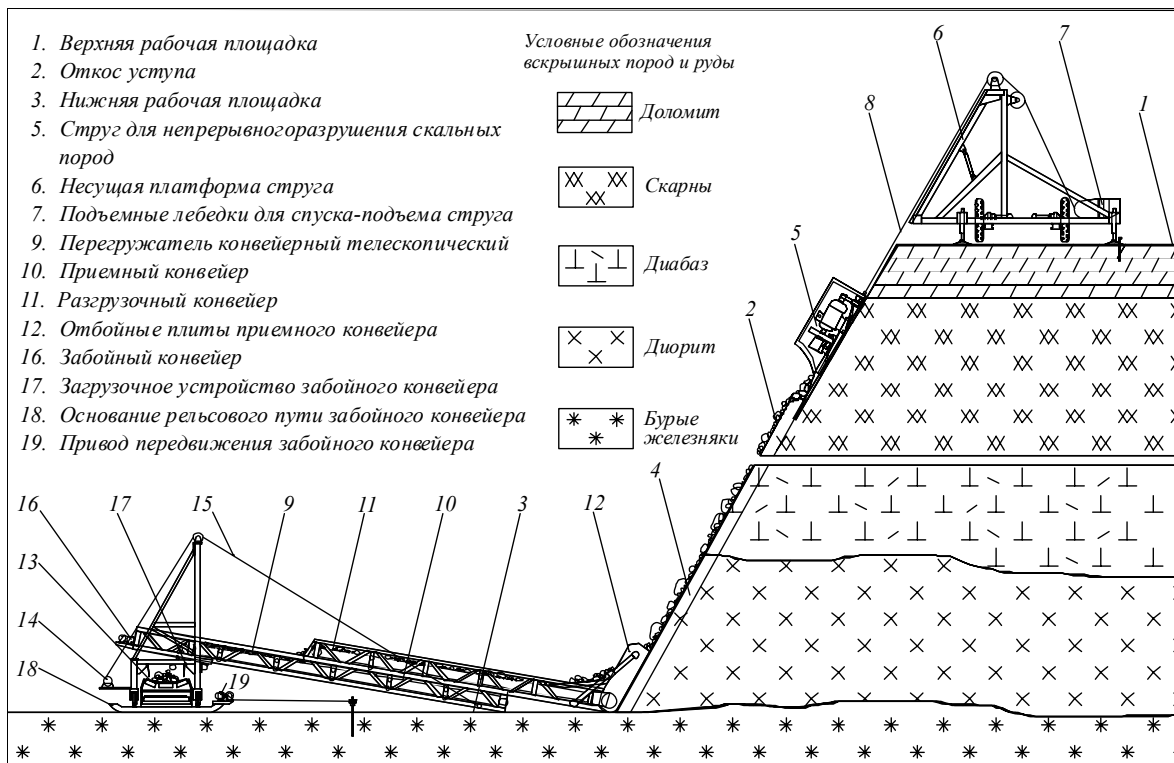 1. Верхняя рабочая площадка
2. Откос уступа
3. Нижняя рабочая площадка
5. Струг для непрерывногоразрушения скальных
пород
6. Несущая платформа струга
7. Подъемные лебедки для спуска-подъема струга
9. Перегружатель конвейерный телескопический
10. Приемный конвейер
11. Разгрузочный конвейер
12. Отбойные плиты приемного конвейера
16. Забойный конвейер
17. Загрузочное устройство забойного конвейера
18. Основание рельсового пути забойного конвейера
19. Привод передвижения забойного конвейера
Условные обозначения
вскрышных пород и руды
Доломит
Скарны
Диабаз
Диорит
Бурые
железняки
6
7
1
8
5
2
4
16
17
15
9
11
10
3
12
13
14
18
19